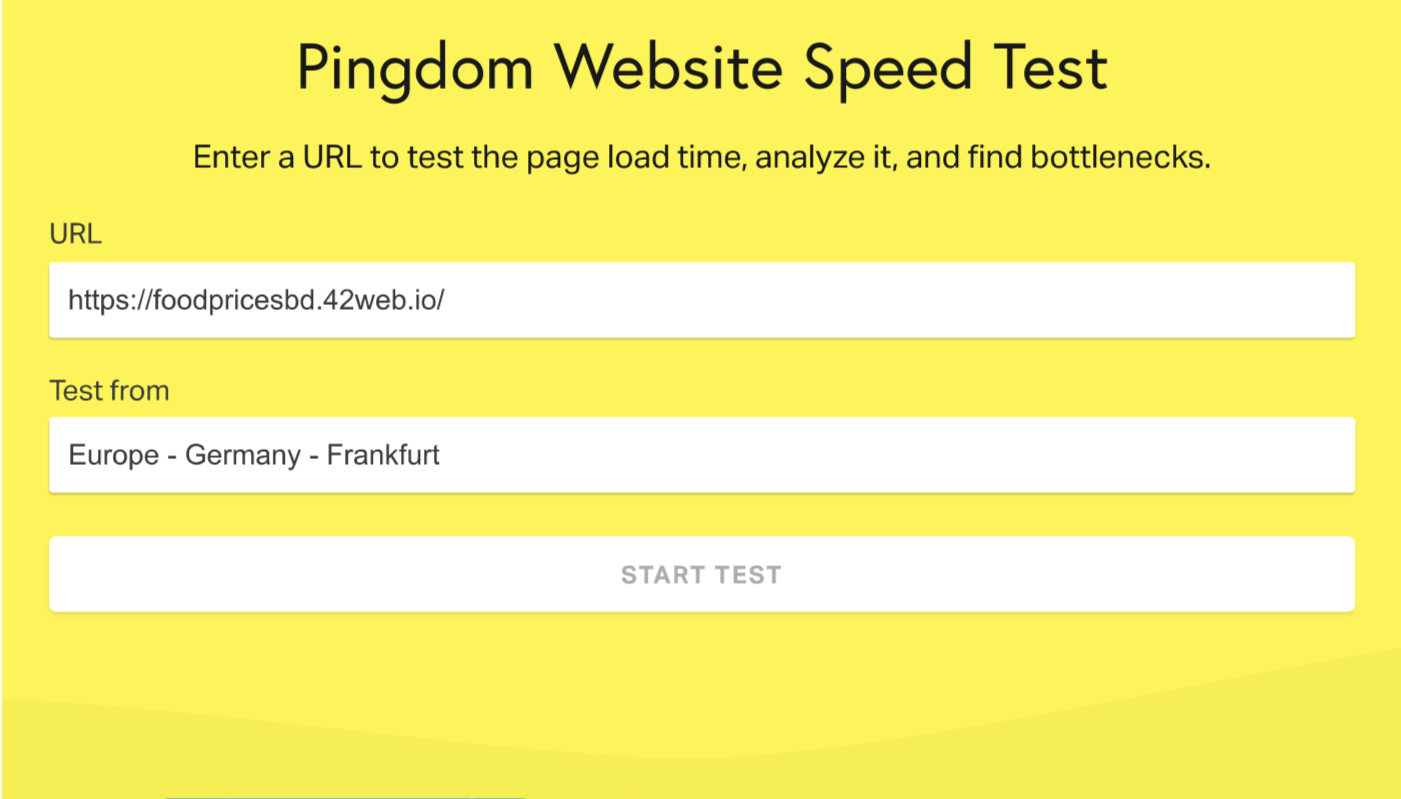 Pingdom Website Speed Test
Enter a URL to test the page load time, analyze it, and find bottlenecks.
URL
https://foodpricesbd.42web.io/
Test from
Europe - Germany - Frankfurt
START TEST